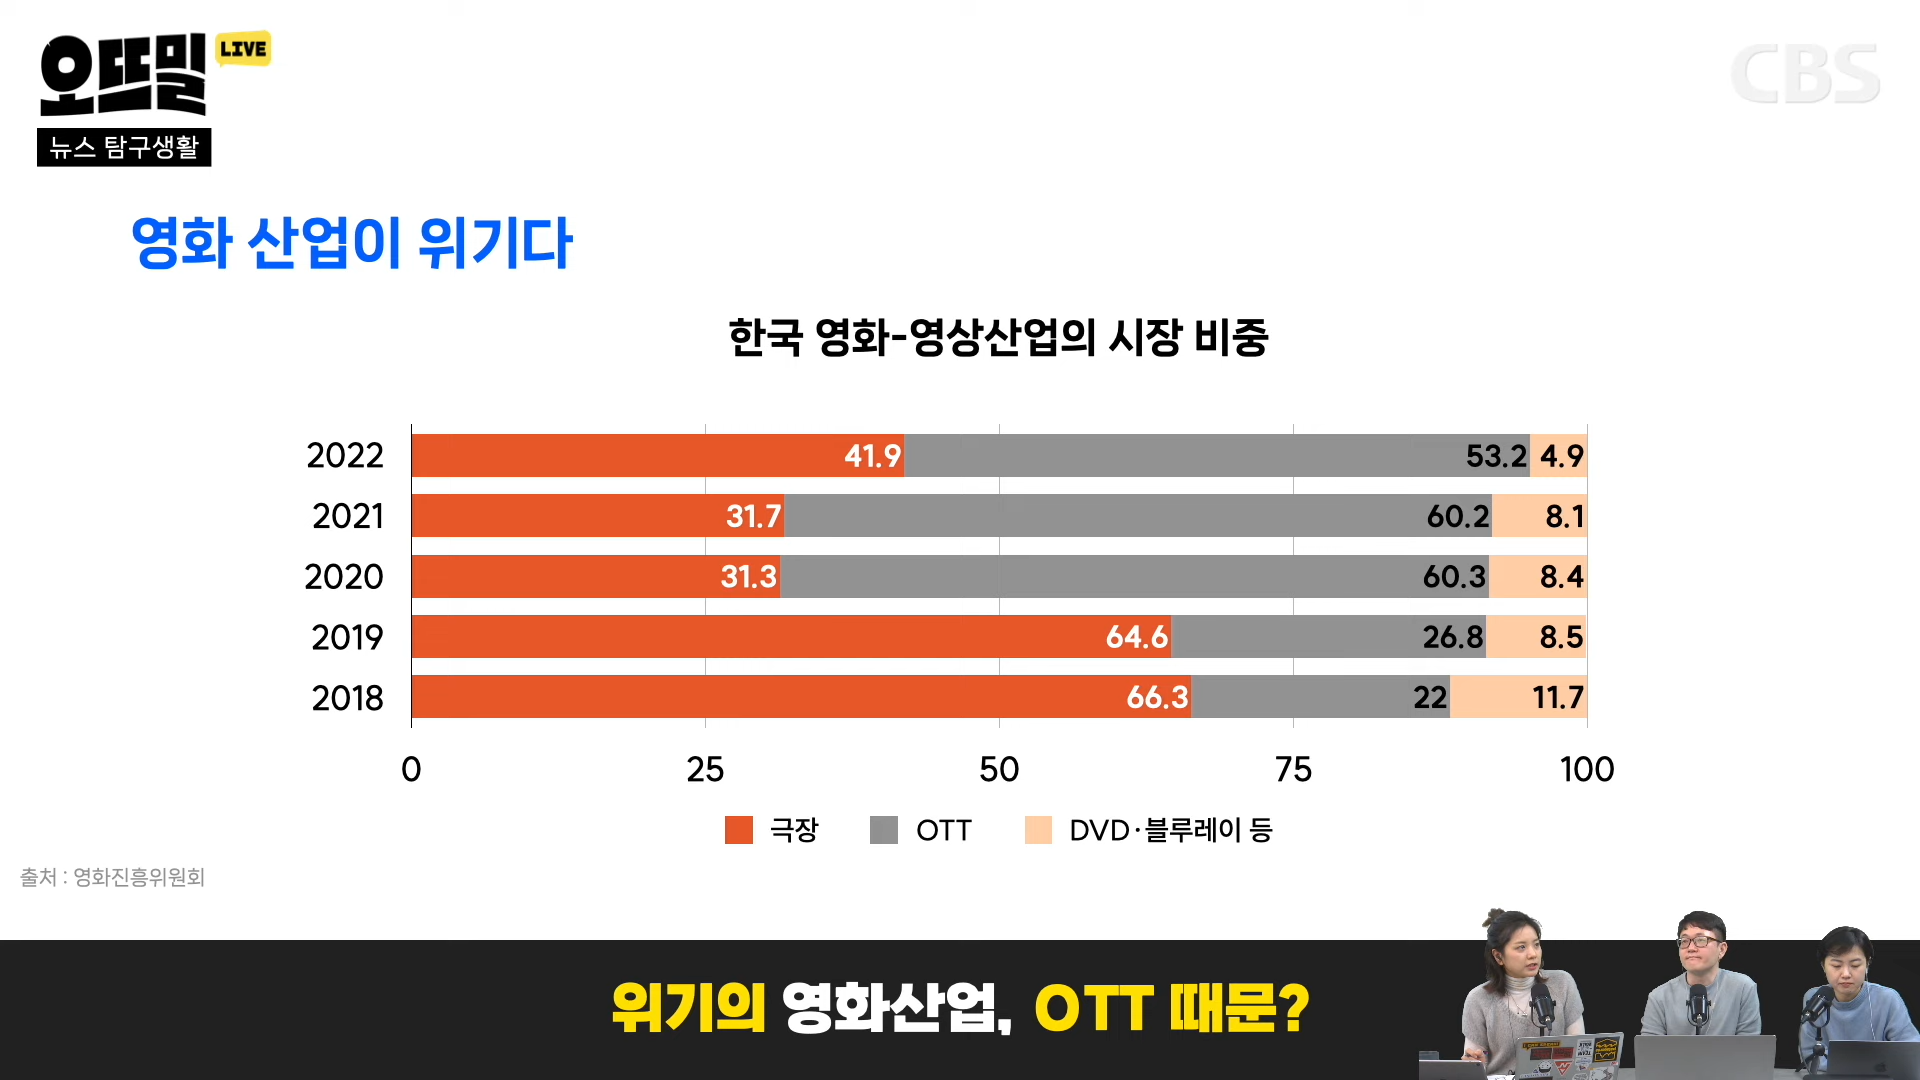 오뜨밀 LIVE
뉴스 탐구생활
CBS
영화 산업이 위기다
한국 영화-영상산업의 시장 비중
2022 41.9 53.2 4.9
2021 31.7 60.2 8.1
2020 31.3 60.3 8.4
2019 64.6 26.8 8.5
2018 66.3 22 11.7
0 25 50 75 100
극장 OTT DVD·블루레이 등
출처 : 영화진흥위원회
위기의 영화산업, OTT 때문?